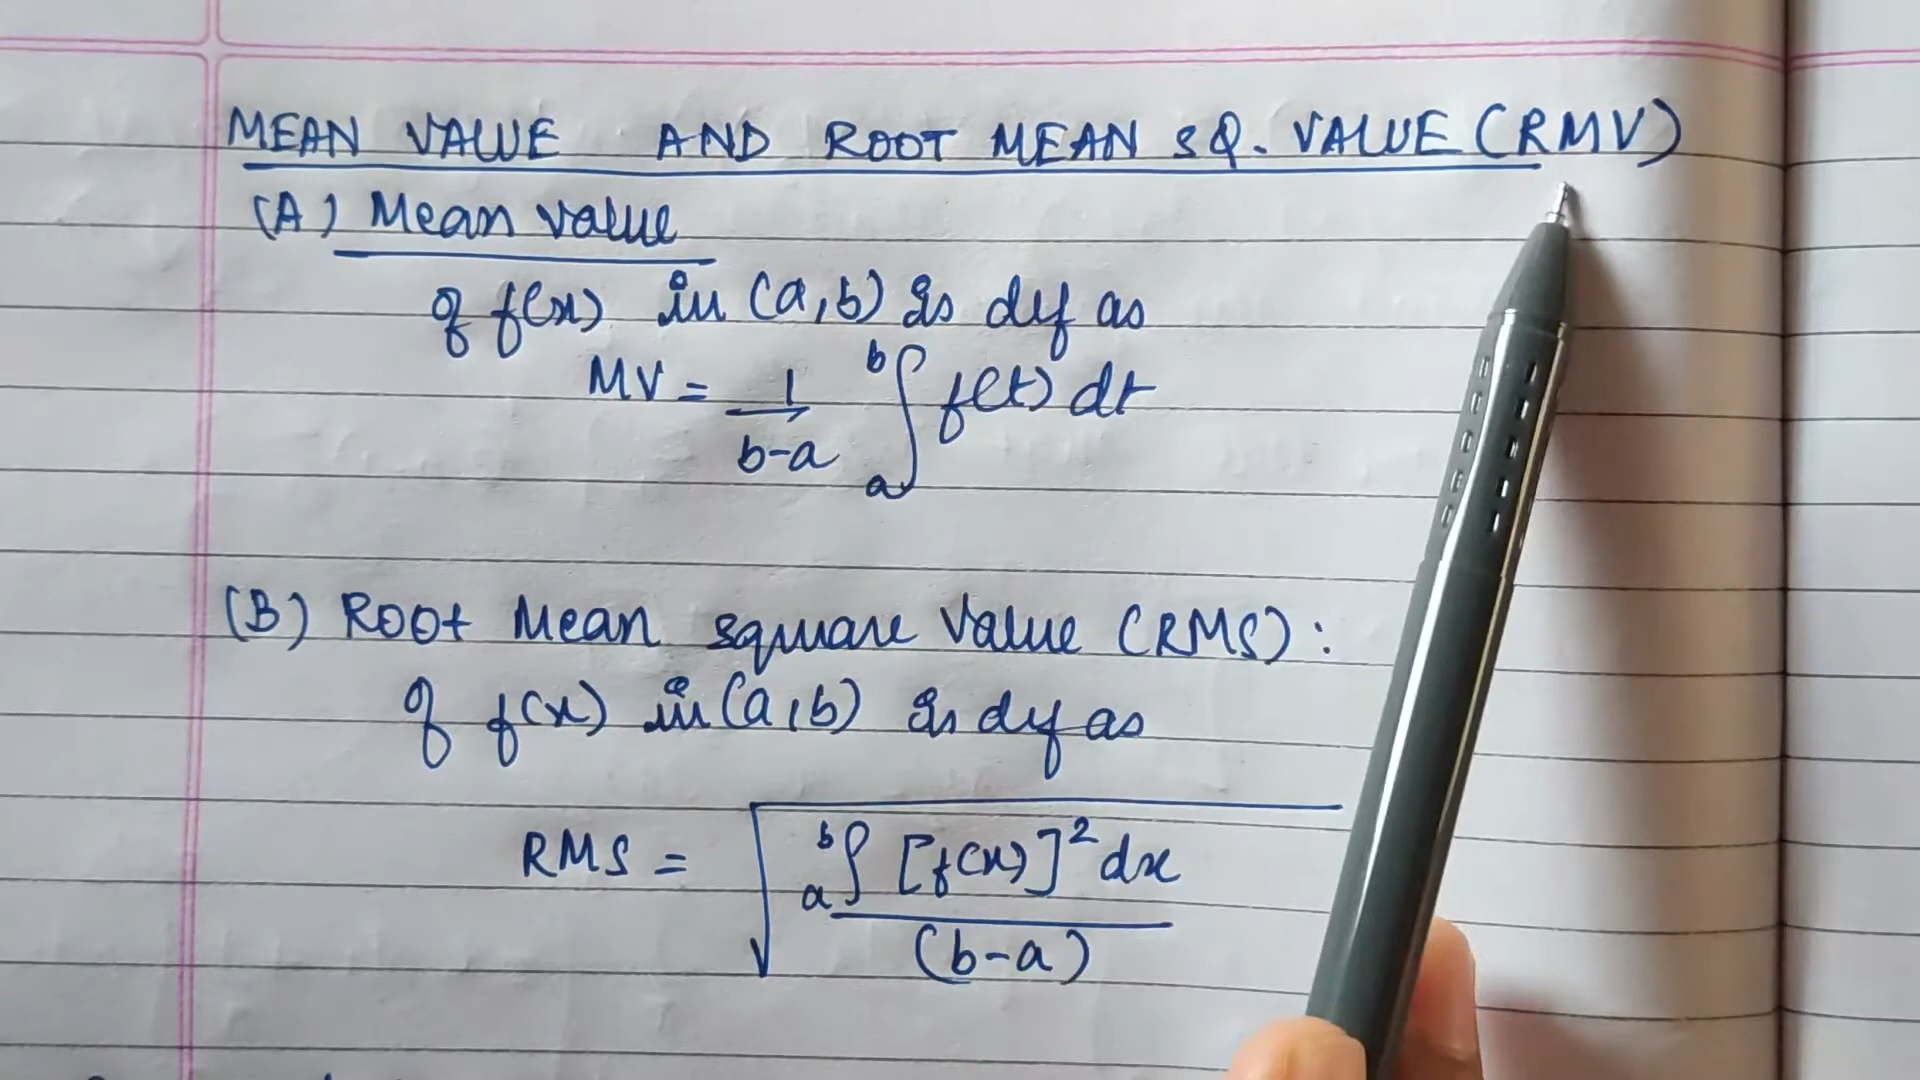 MEAN VALUE AND ROOT MEAN SQ. VALUE (RMV)
(A) Mean value
of f(x) in (a,b) is def as
MV = 1/(b-a) ∫_a^b f(t) dt
(B) Root Mean square Value (RMS):
of f(x) in (a,b) is def as
RMS = √(∫_a^b [f(x)]² dx / (b-a))